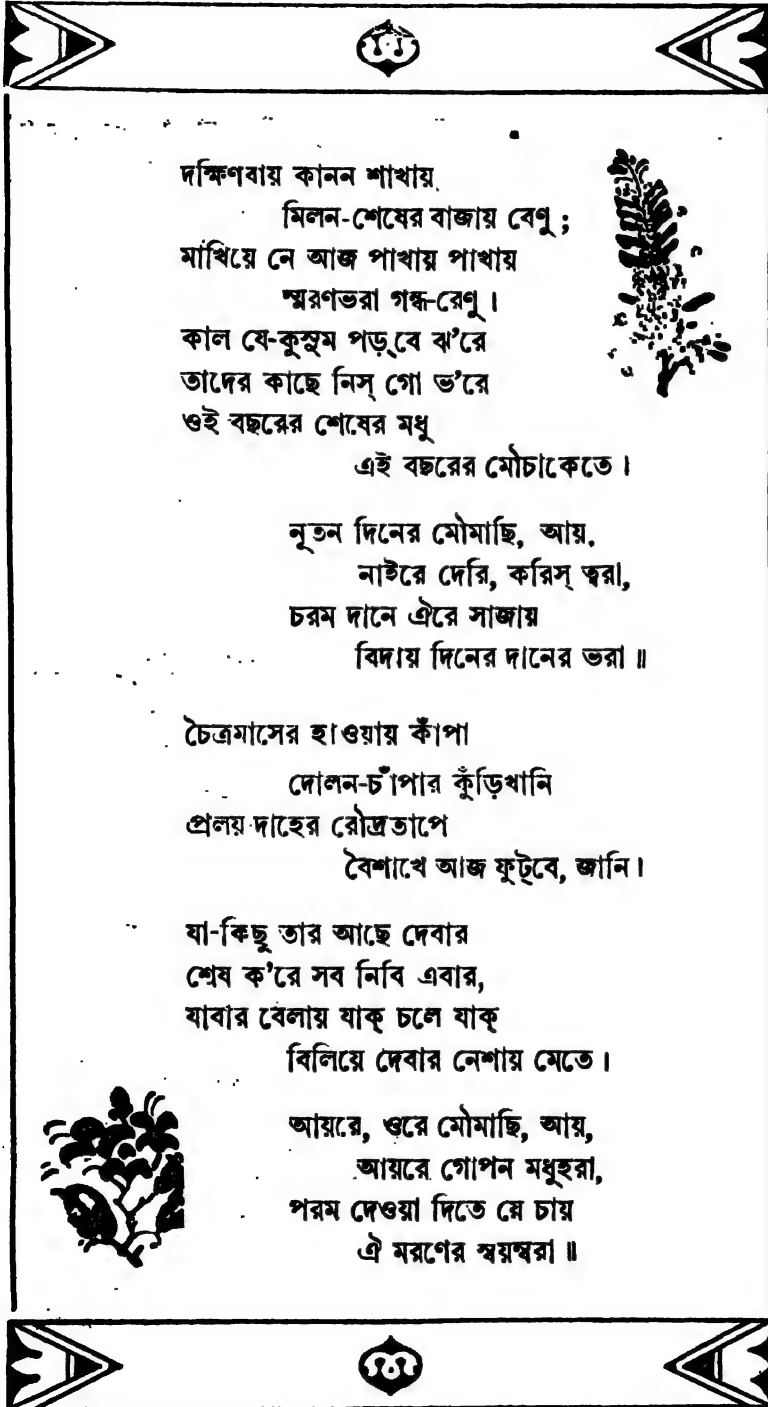 দক্ষিণবায় কানন শাখায়
মিলন-শেষের বাজায় বেণু ;
মাখিয়ে নে আজ পাখায় পাখায়
স্মরণভরা গন্ধ-রেণু ।
কাল যে-কুসুম পড়্‌বে ঝ'রে
তাদের কাছে নিস্ গো ভ'রে
ওই বছরের শেষের মধু
এই বছরের মৌচাকেতে ।
নূতন দিনের মৌমাছি, আয়,
নাইরে দেরি, করিস্ ত্বরা,
চরম দানে ঐরে সাজায়
বিদায় দিনের দানের ভরা ॥
চৈত্রমাসের হাওয়ায় কাঁপা
দোলন-চাঁপার কুঁড়িখানি
প্রলয় দাহের রৌদ্রতাপে
বৈশাখে আজ ফুট্‌বে, জানি ।
যা-কিছু তার আছে দেবার
শেষ ক'রে সব নিবি এবার,
যাবার বেলায় যাক্ চলে যাক্
বিলিয়ে দেবার নেশায় মেতে ।
আয়রে, ওরে মৌমাছি, আয়,
আয়রে গোপন মধুহরা,
পরম দেওয়া দিতে যে চায়
ঐ মরণের স্বয়ম্বরা ॥